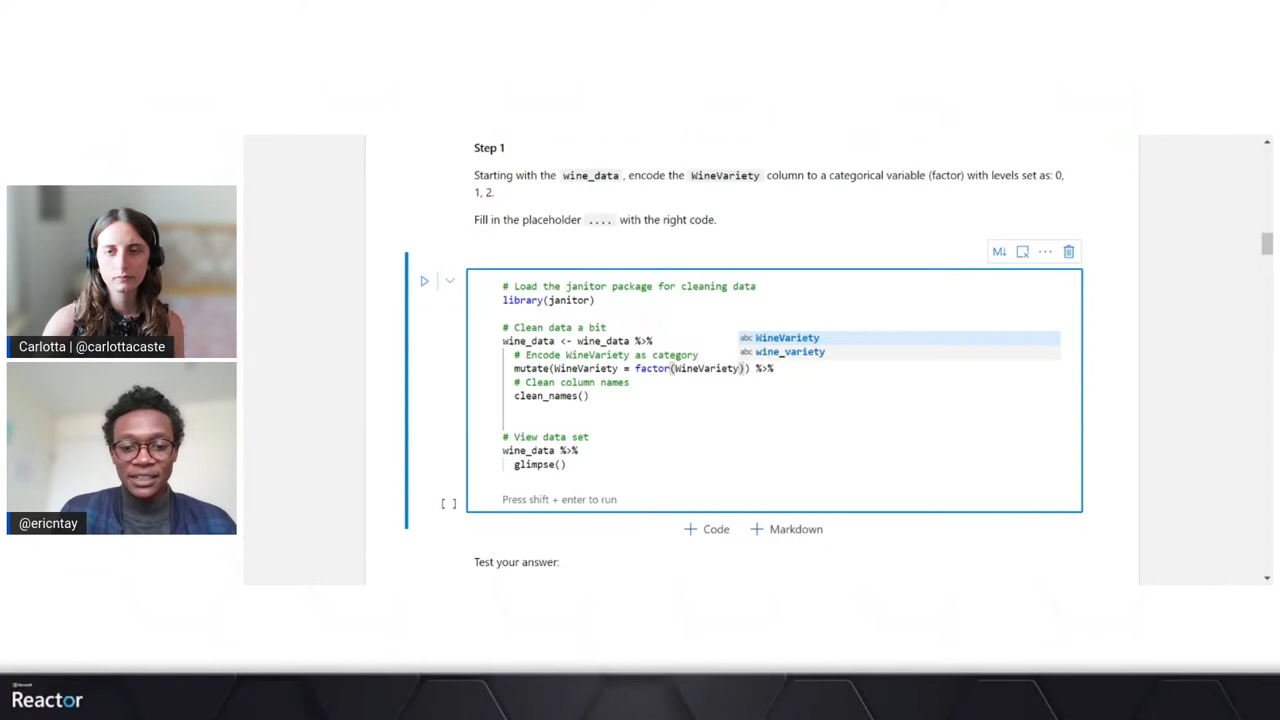 Step 1
Starting with the wine_data , encode the WineVariety column to a categorical variable (factor) with levels set as: 0,
1, 2.
Fill in the placeholder .... with the right code.
M↓ ···
# Load the janitor package for cleaning data
library(janitor)
# Clean data a bit
wine_data <- wine_data %>%
abc WineVariety
abc wine_variety
# Encode WineVariety as category
mutate(WineVariety = factor(WineVariety)) %>%
# Clean column names
clean_names()
# View data set
wine_data %>%
glimpse()
Press shift + enter to run
[ ]
+ Code + Markdown
Test your answer:
Carlotta | @carlottacaste
@ericntay
Microsoft
Reactor